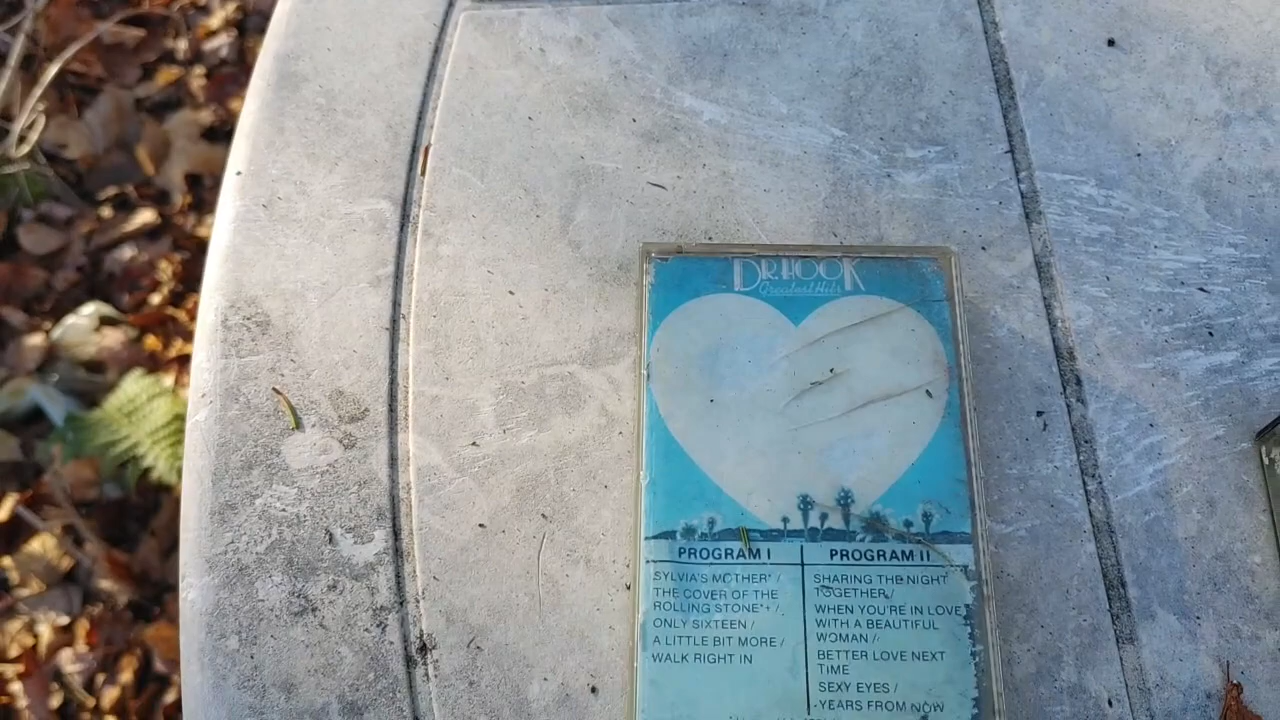 DR. HOOK
Greatest Hits
PROGRAM I
SYLVIA'S MOTHER* /
THE COVER OF THE
ROLLING STONE*+ /
ONLY SIXTEEN /
A LITTLE BIT MORE /
WALK RIGHT IN
PROGRAM II
SHARING THE NIGHT
TOGETHER /
WHEN YOU'RE IN LOVE
WITH A BEAUTIFUL
WOMAN /
BETTER LOVE NEXT
TIME
SEXY EYES /
YEARS FROM NOW